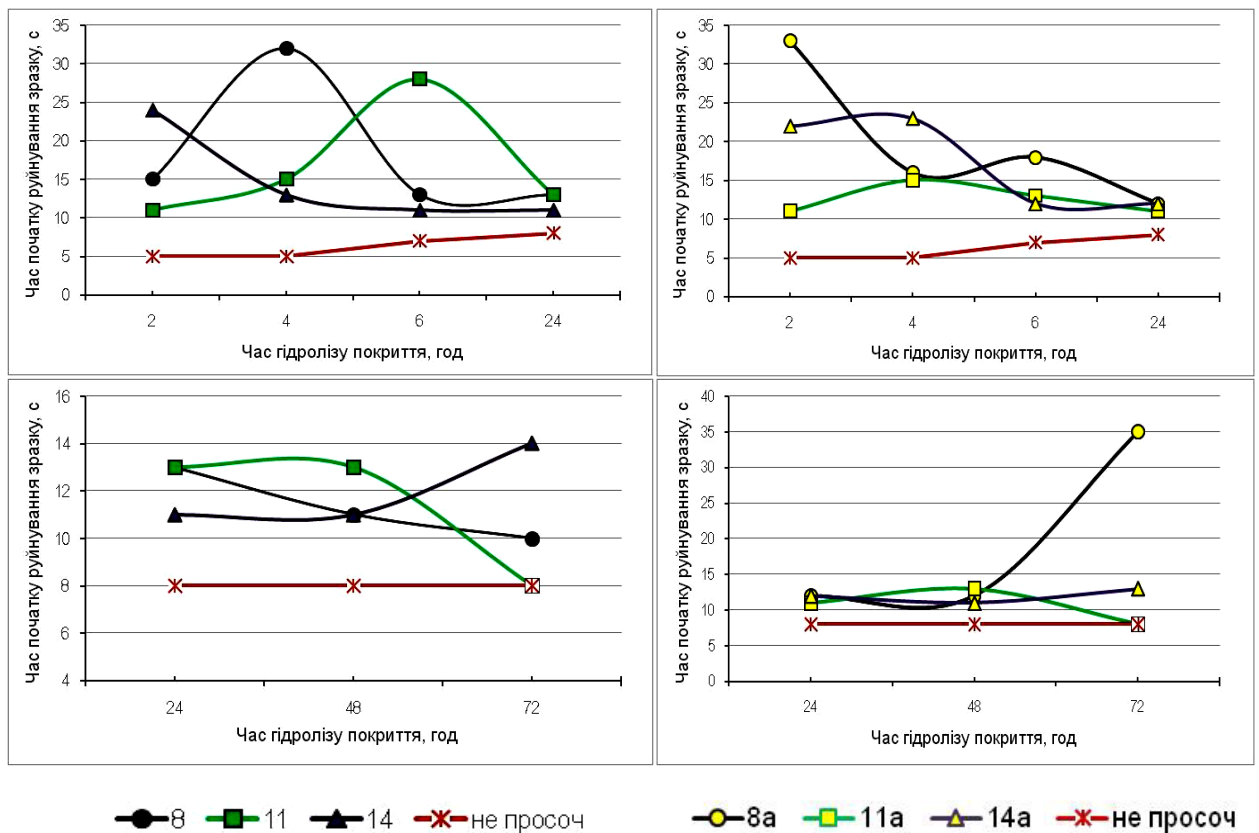 Час початку руйнування зразку, с
35
30
25
20
15
10
5
0
2 4 6 24
Час гідролізу покриття, год
Час початку руйнування зразку, с
35
30
25
20
15
10
5
0
2 4 6 24
Час гідролізу покриття, год
Час початку руйнування зразку, с
16
14
12
10
8
6
4
24 48 72
Час гідролізу покриття, год
Час початку руйнування зразку, с
40
35
30
25
20
15
10
5
0
24 48 72
Час гідролізу покриття, год
8 11 14 не просоч
8а 11а 14а не просоч